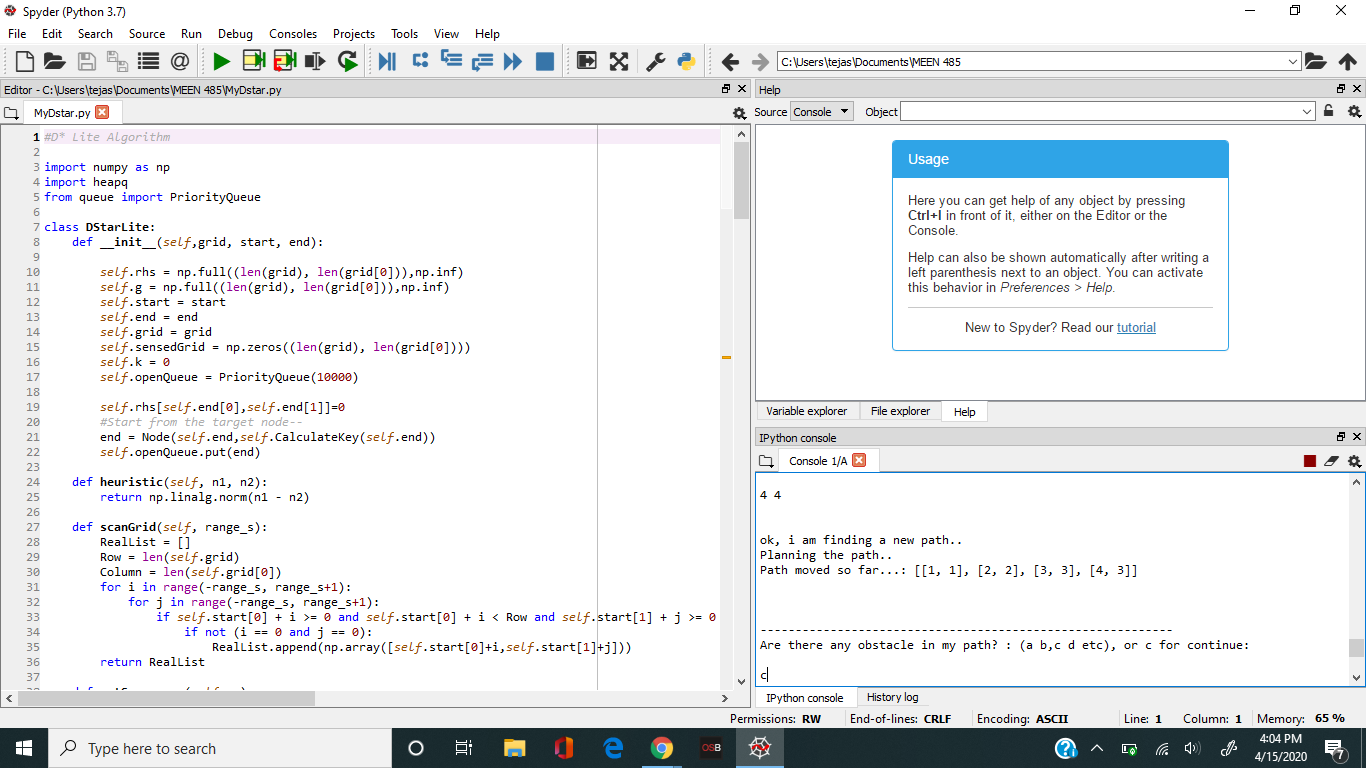 Spyder (Python 3.7)
File Edit Search Source Run Debug Consoles Projects Tools View Help
C:\Users\tejas\Documents\MEEN 485
Editor - C:\Users\tejas\Documents\MEEN 485\MyDstar.py
MyDstar.py
1 #D* Lite Algorithm
2
3 import numpy as np
4 import heapq
5 from queue import PriorityQueue
6
7 class DStarLite:
8     def __init__(self,grid, start, end):
9
10         self.rhs = np.full((len(grid), len(grid[0])),np.inf)
11         self.g = np.full((len(grid), len(grid[0])),np.inf)
12         self.start = start
13         self.end = end
14         self.grid = grid
15         self.sensedGrid = np.zeros((len(grid), len(grid[0])))
16         self.k = 0
17         self.openQueue = PriorityQueue(10000)
18
19         self.rhs[self.end[0],self.end[1]]=0
20         #Start from the target node--
21         end = Node(self.end,self.CalculateKey(self.end))
22         self.openQueue.put(end)
23
24     def heuristic(self, n1, n2):
25         return np.linalg.norm(n1 - n2)
26
27     def scanGrid(self, range_s):
28         RealList = []
29         Row = len(self.grid)
30         Column = len(self.grid[0])
31         for i in range(-range_s, range_s+1):
32             for j in range(-range_s, range_s+1):
33                 if self.start[0] + i >= 0 and self.start[0] + i < Row and self.start[1] + j >= 0
34                     if not (i == 0 and j == 0):
35                         RealList.append(np.array([self.start[0]+i,self.start[1]+j]))
36         return RealList
37
Help
Source Console Object
Usage
Here you can get help of any object by pressing
Ctrl+I in front of it, either on the Editor or the
Console.
Help can also be shown automatically after writing a
left parenthesis next to an object. You can activate
this behavior in Preferences > Help.
New to Spyder? Read our tutorial
Variable explorer File explorer Help
IPython console
Console 1/A
4 4
ok, i am finding a new path..
Planning the path..
Path moved so far...: [[1, 1], [2, 2], [3, 3], [4, 3]]
-----------------------------------------------------------
Are there any obstacle in my path? : (a b,c d etc), or c for continue:
c
IPython console History log
Permissions: RW End-of-lines: CRLF Encoding: ASCII Line: 1 Column: 1 Memory: 65 %
Type here to search
OSB
4:04 PM
4/15/2020
7